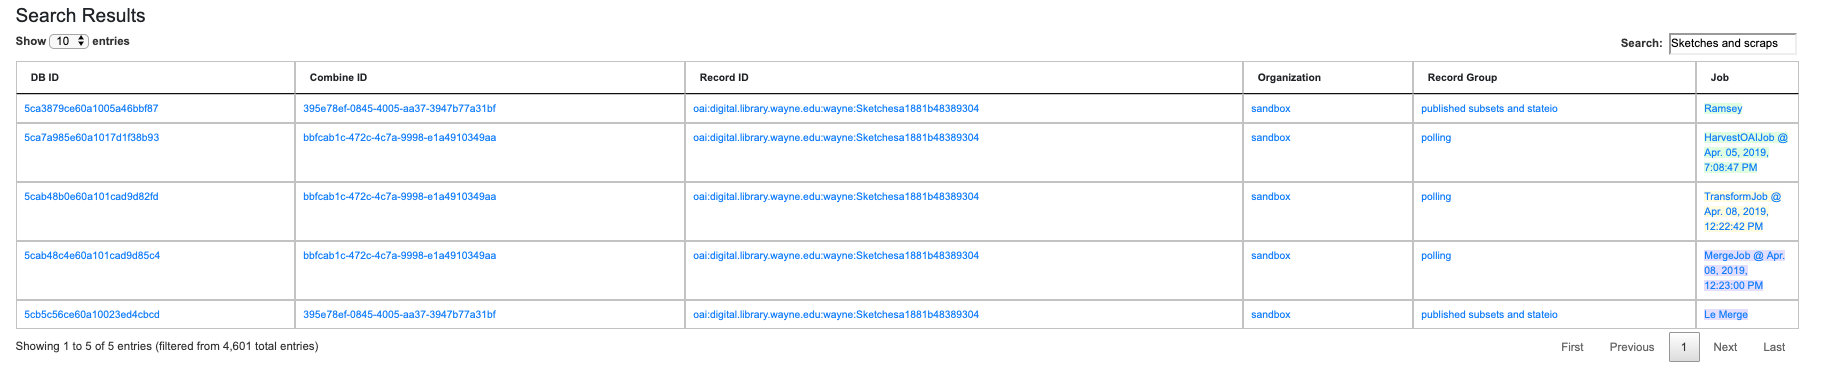 Search Results
Show 10 entries
Search: Sketches and scraps
DB ID Combine ID Record ID Organization Record Group Job
5ca3879ce60a1005a46bbf87 395e78ef-0845-4005-aa37-3947b77a31bf oai:digital.library.wayne.edu:wayne:Sketchesa1881b48389304 sandbox published subsets and stateio Ramsey
5ca7a985e60a1017d1f38b93 bbfcab1c-472c-4c7a-9998-e1a4910349aa oai:digital.library.wayne.edu:wayne:Sketchesa1881b48389304 sandbox polling HarvestOAIJob @
Apr. 05, 2019,
7:08:47 PM
5cab48b0e60a101cad9d82fd bbfcab1c-472c-4c7a-9998-e1a4910349aa oai:digital.library.wayne.edu:wayne:Sketchesa1881b48389304 sandbox polling TransformJob @
Apr. 08, 2019,
12:22:42 PM
5cab48c4e60a101cad9d85c4 bbfcab1c-472c-4c7a-9998-e1a4910349aa oai:digital.library.wayne.edu:wayne:Sketchesa1881b48389304 sandbox polling MergeJob @ Apr.
08, 2019,
12:23:00 PM
5cb5c56ce60a10023ed4cbcd 395e78ef-0845-4005-aa37-3947b77a31bf oai:digital.library.wayne.edu:wayne:Sketchesa1881b48389304 sandbox published subsets and stateio Le Merge
Showing 1 to 5 of 5 entries (filtered from 4,601 total entries)
First Previous 1 Next Last